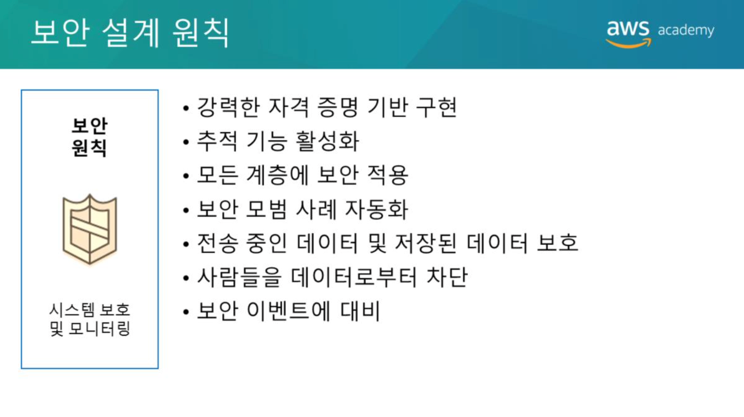 보안 설계 원칙
aws academy
보안
원칙
시스템 보호
및 모니터링
• 강력한 자격 증명 기반 구현
• 추적 기능 활성화
• 모든 계층에 보안 적용
• 보안 모범 사례 자동화
• 전송 중인 데이터 및 저장된 데이터 보호
• 사람들을 데이터로부터 차단
• 보안 이벤트에 대비